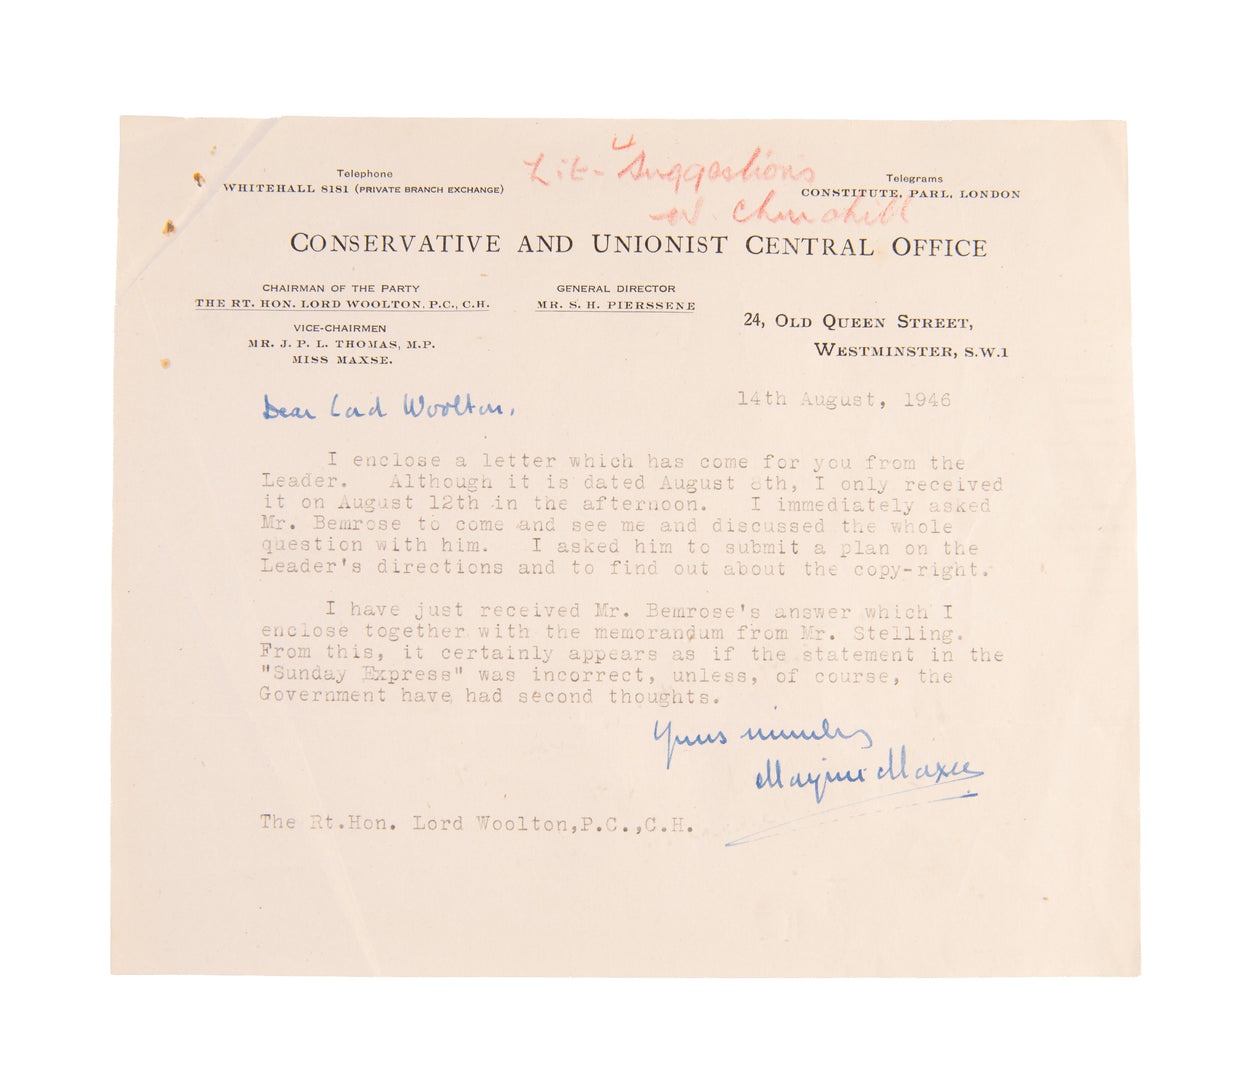 Lit- Suggestions
W. Churchill
Telephone
WHITEHALL 8181 (PRIVATE BRANCH EXCHANGE)
Telegrams
CONSTITUTE, PARL, LONDON
CONSERVATIVE AND UNIONIST CENTRAL OFFICE
CHAIRMAN OF THE PARTY
THE RT. HON. LORD WOOLTON, P.C., C.H.
VICE-CHAIRMEN
MR. J. P. L. THOMAS, M.P.
MISS MAXSE.
GENERAL DIRECTOR
MR. S. H. PIERSSENE
24, OLD QUEEN STREET,
WESTMINSTER, S.W.1
14th August, 1946
Dear Lord Woolton,
I enclose a letter which has come for you from the
Leader. Although it is dated August 8th, I only received
it on August 12th in the afternoon. I immediately asked
Mr. Bemrose to come and see me and discussed the whole
question with him. I asked him to submit a plan on the
Leader's directions and to find out about the copy-right.
I have just received Mr. Bemrose's answer which I
enclose together with the memorandum from Mr. Stelling.
From this, it certainly appears as if the statement in the
"Sunday Express" was incorrect, unless, of course, the
Government have had second thoughts.
Yours sincerely
Marjorie Maxse
The Rt.Hon. Lord Woolton,P.C.,C.H.